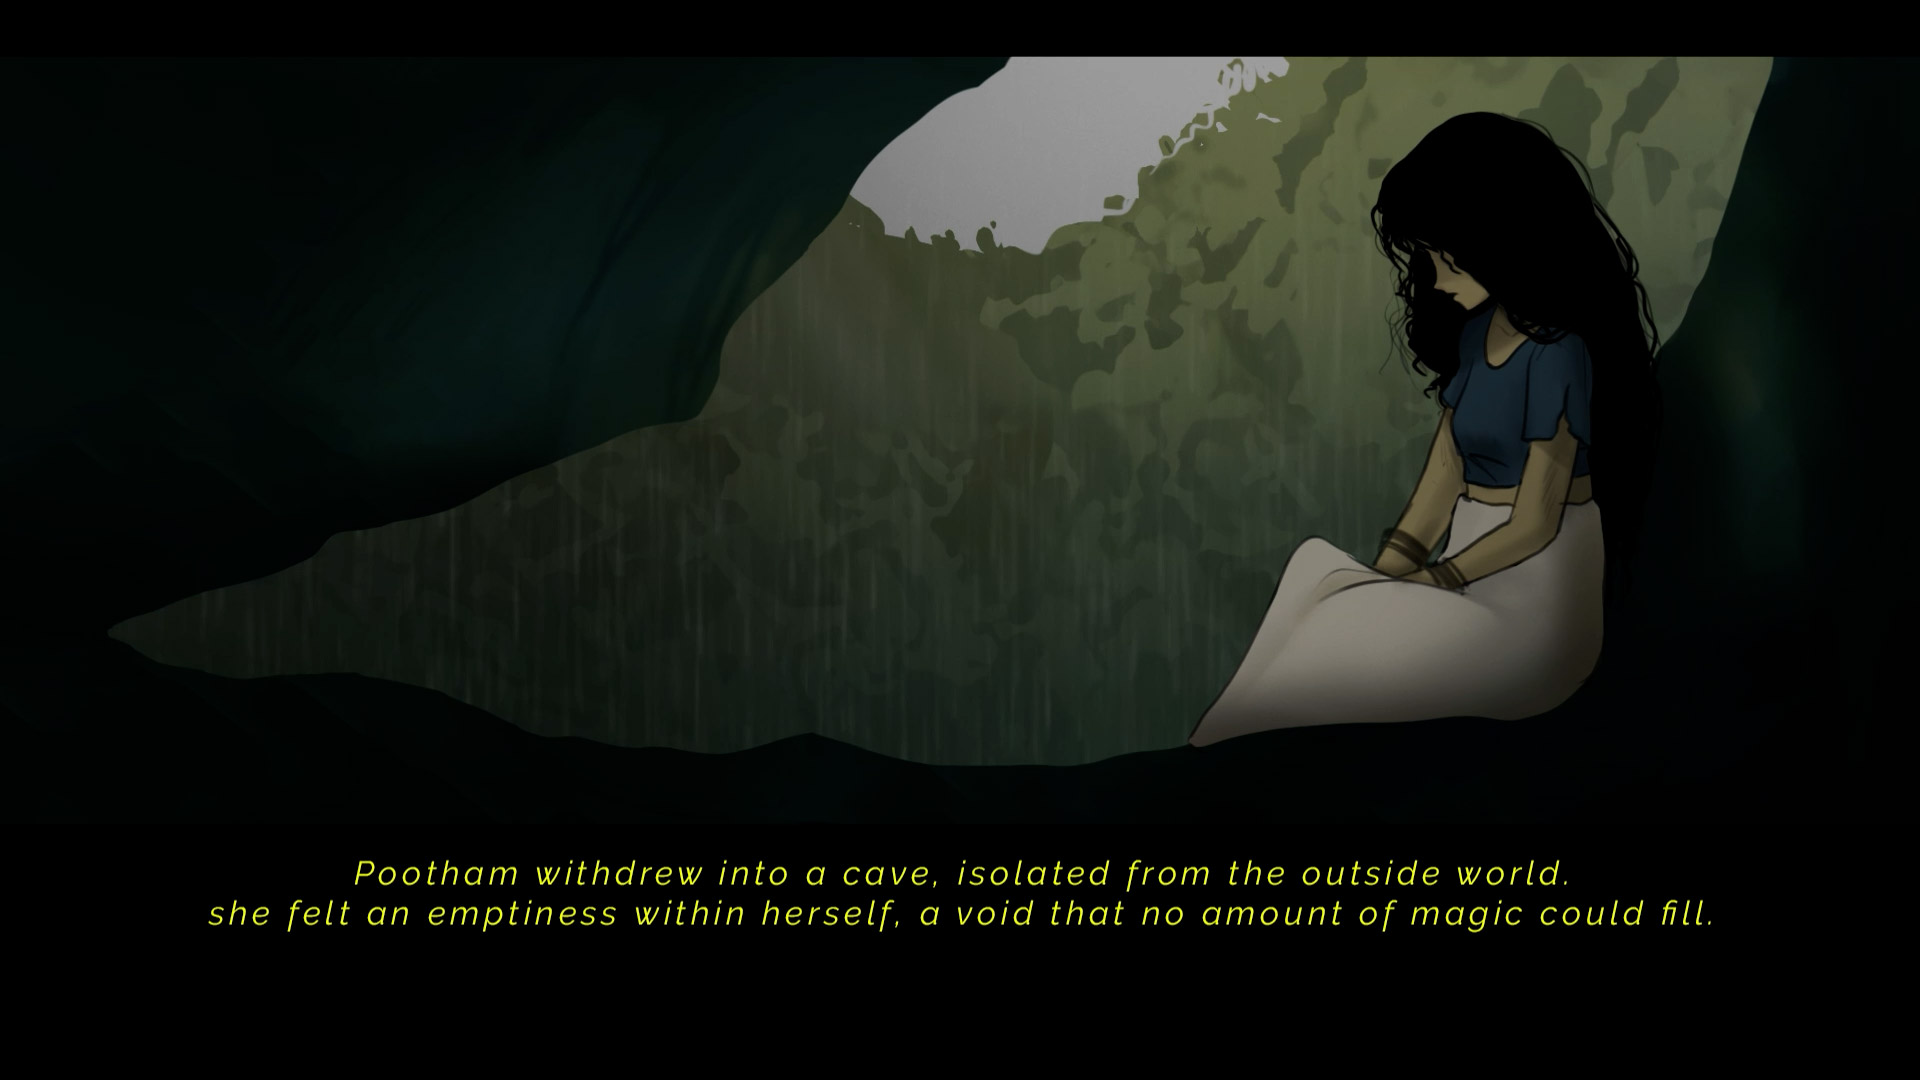 Pootham withdrew into a cave, isolated from the outside world.
she felt an emptiness within herself, a void that no amount of magic could fill.